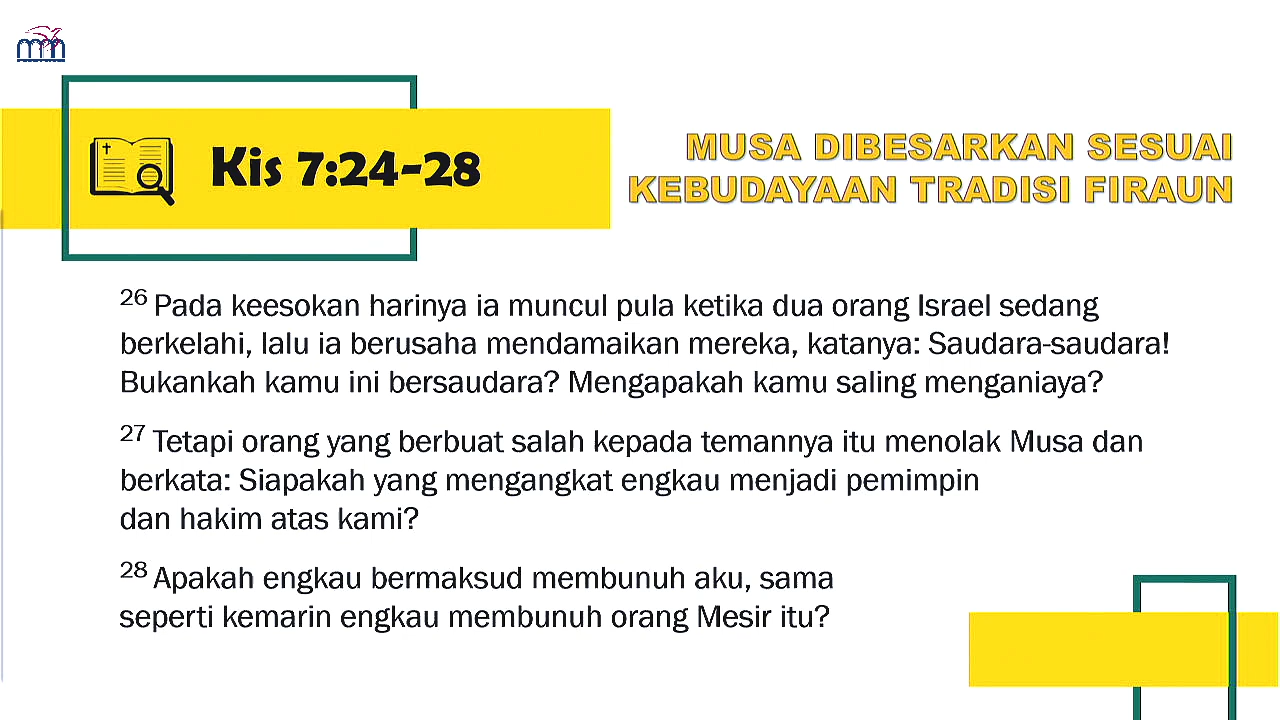 Kis 7:24-28
MUSA DIBESARKAN SESUAI
KEBUDAYAAN TRADISI FIRAUN
26 Pada keesokan harinya ia muncul pula ketika dua orang Israel sedang
berkelahi, lalu ia berusaha mendamaikan mereka, katanya: Saudara-saudara!
Bukankah kamu ini bersaudara? Mengapakah kamu saling menganiaya?
27 Tetapi orang yang berbuat salah kepada temannya itu menolak Musa dan
berkata: Siapakah yang mengangkat engkau menjadi pemimpin
dan hakim atas kami?
28 Apakah engkau bermaksud membunuh aku, sama
seperti kemarin engkau membunuh orang Mesir itu?